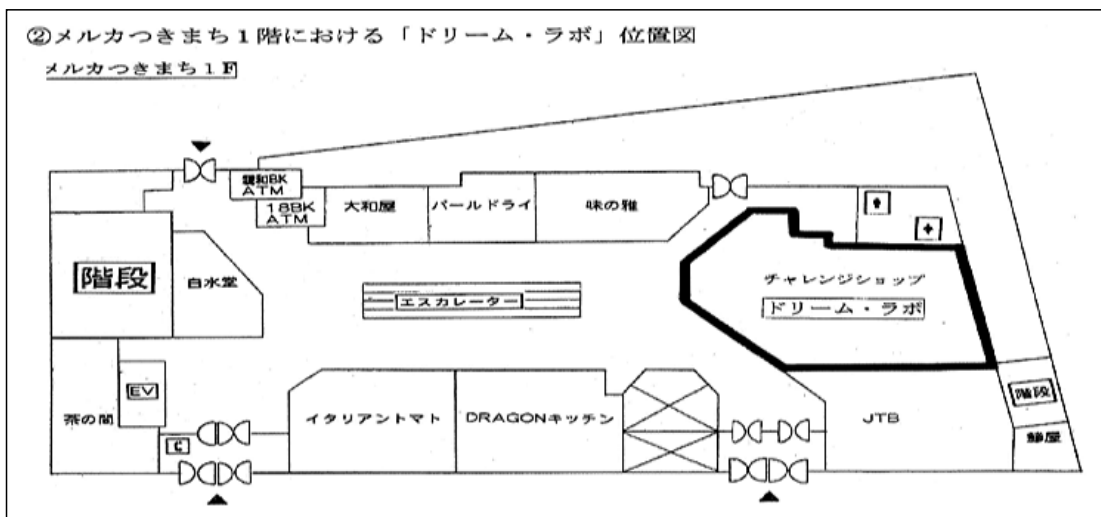 ②メルカつきまち1階における「ドリーム・ラボ」位置図
メルカつきまち1F
親和BK
ATM
18BK
ATM
大和屋
パールドライ
味の雅
階段
白水堂
エスカレーター
チャレンジショップ
ドリーム・ラボ
EV
茶の間
イタリアントマト
DRAGONキッチン
JTB
階段